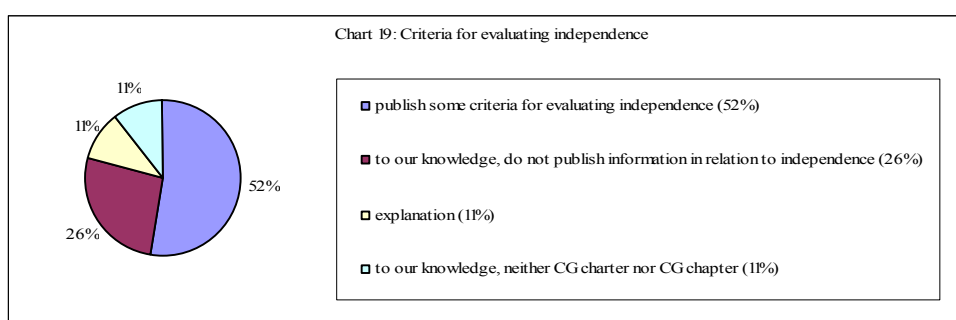 Chart 19: Criteria for evaluating independence
11%
11%
52%
26%
publish some criteria for evaluating independence (52%)
to our knowledge, do not publish information in relation to independence (26%)
explanation (11%)
to our knowledge, neither CG charter nor CG chapter (11%)